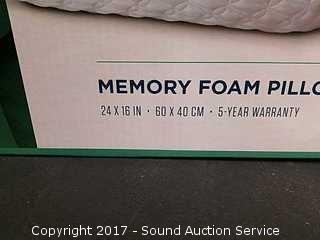 MEMORY FOAM PILLO
24 X 16 IN · 60 X 40 CM · 5-YEAR WARRANTY
Copyright 2017 - Sound Auction Service